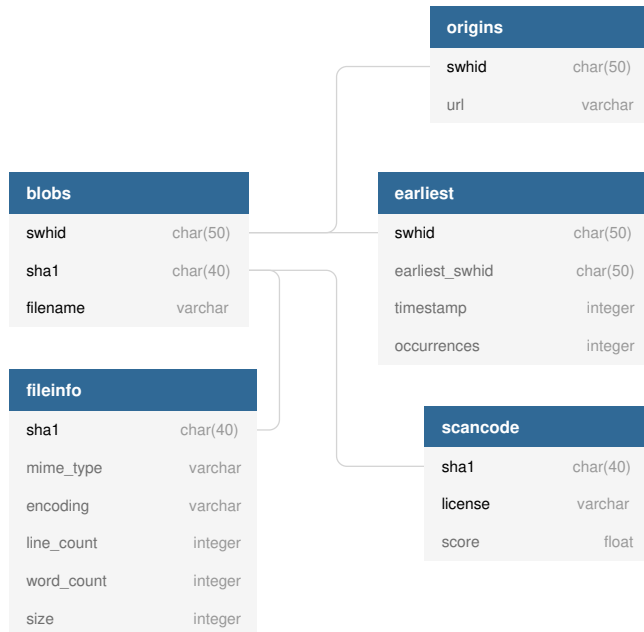 origins
swhid char(50)
url varchar
blobs
swhid char(50)
sha1 char(40)
filename varchar
earliest
swhid char(50)
earliest_swhid char(50)
timestamp integer
occurrences integer
fileinfo
sha1 char(40)
mime_type varchar
encoding varchar
line_count integer
word_count integer
size integer
scancode
sha1 char(40)
license varchar
score float